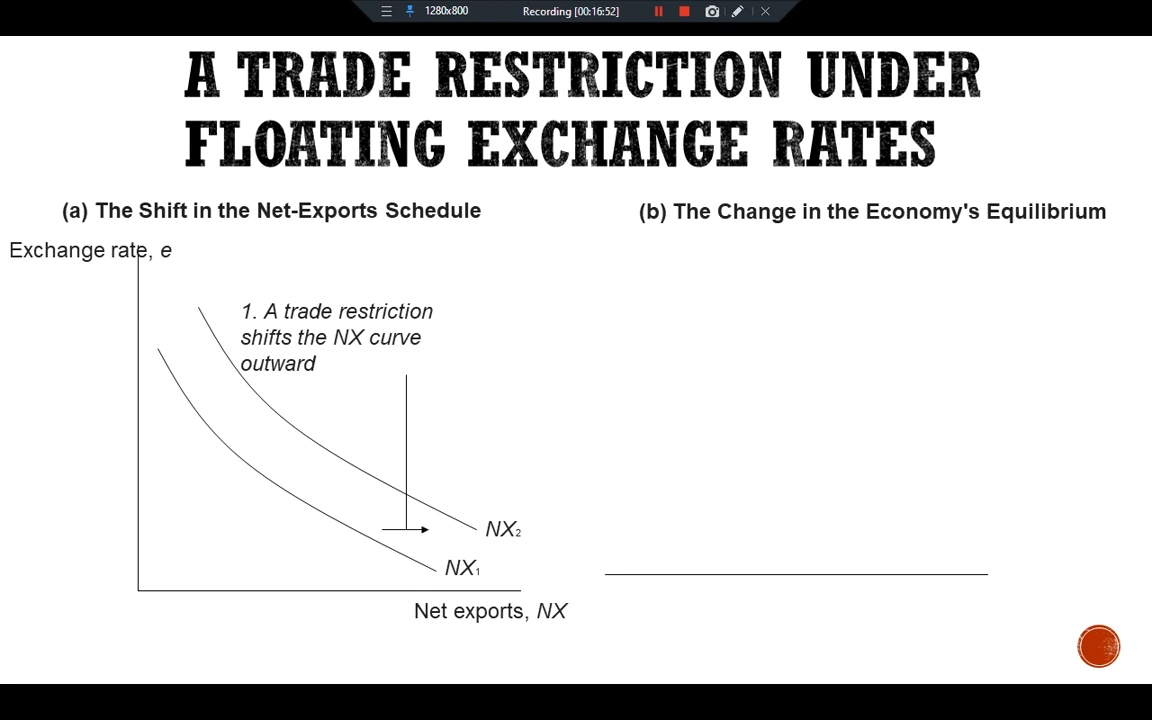 1280x800
Recording [00:16:52]
A TRADE RESTRICTION UNDER
FLOATING EXCHANGE RATES
(a) The Shift in the Net-Exports Schedule
(b) The Change in the Economy's Equilibrium
Exchange rate, e
1. A trade restriction
shifts the NX curve
outward
NX₂
NX₁
Net exports, NX